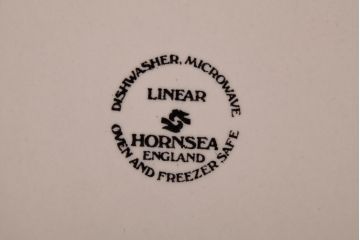 DISHWASHER, MICROWAVE
LINEAR
HORNSEA
ENGLAND
OVEN AND FREEZER SAFE